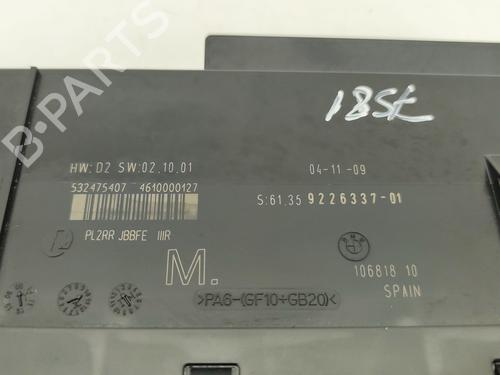 B-PARTS
18St
HW: D2 SW:02.10.01
04-11-09
532475407 4610000127
S:61.35 9226337-01
PL2RR JBBFE IIIR
M.
106818 10
SPAIN
>PA6-(GF10+GB20)<